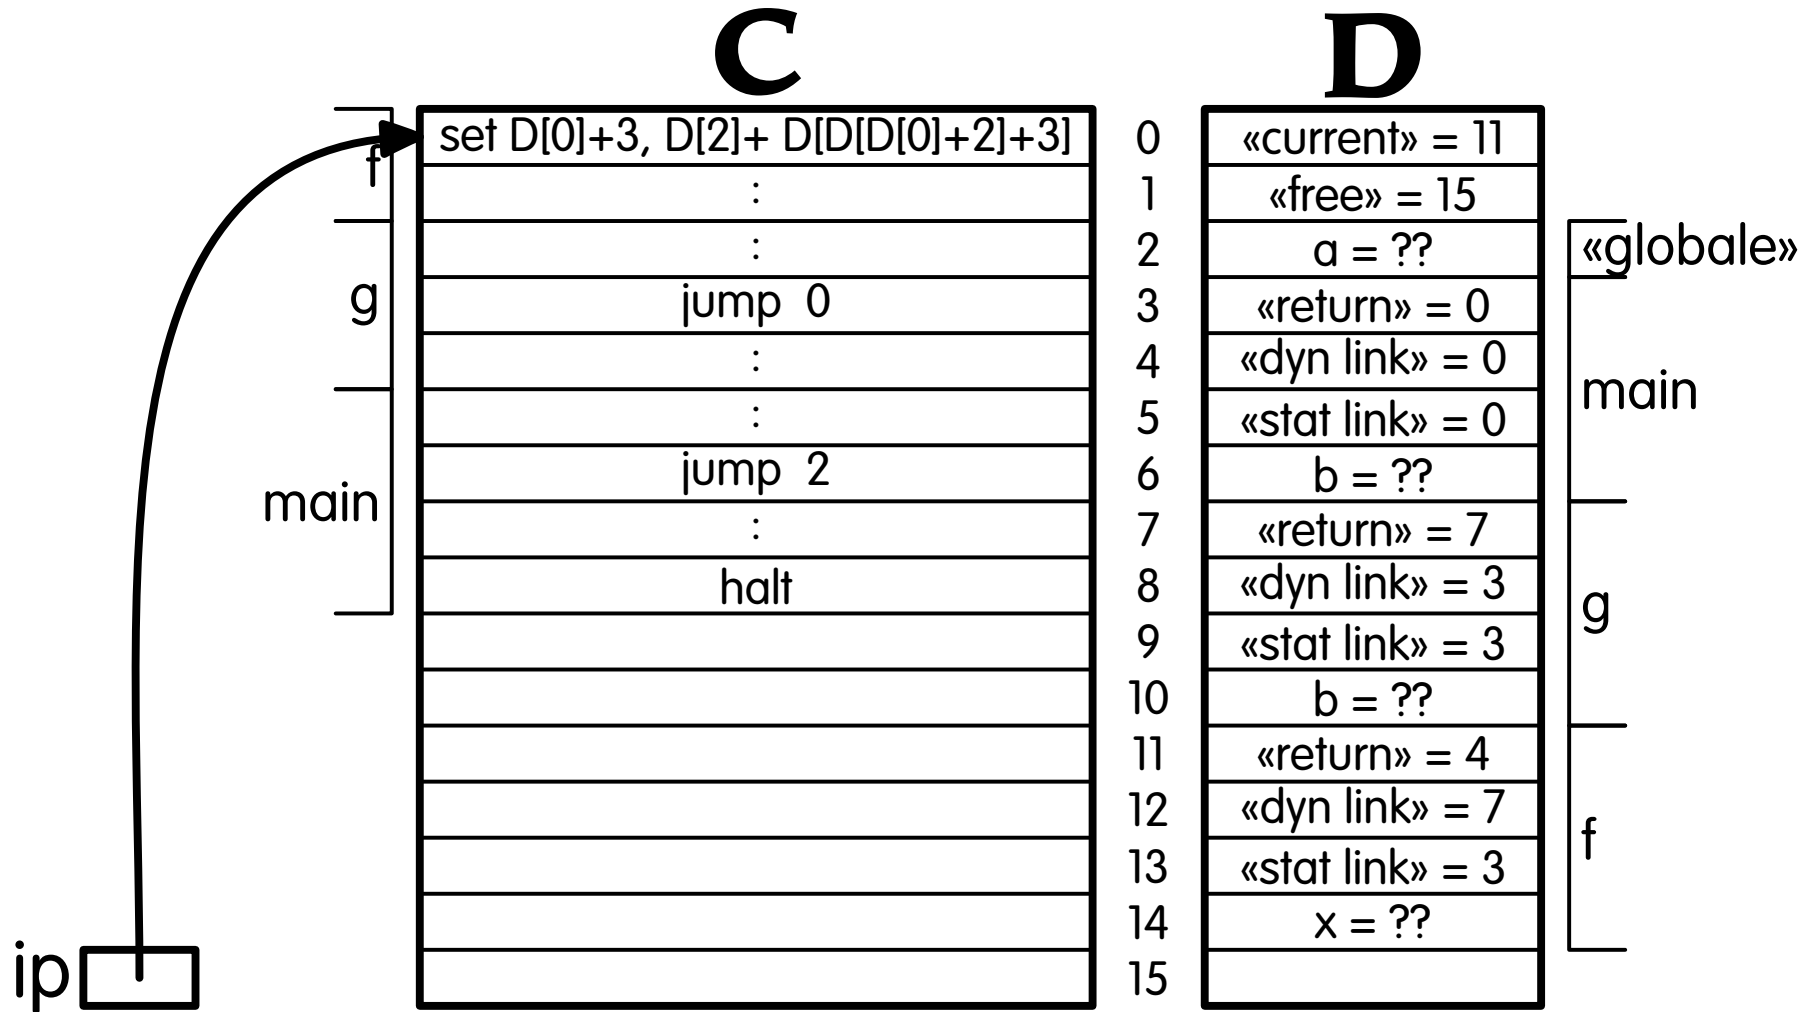 C D
set D[0]+3, D[2]+ D[D[D[0]+2]+3] 0 «current» = 11
f : 1 «free» = 15
: 2 a = ?? «globale»
g jump 0 3 «return» = 0
: 4 «dyn link» = 0
: 5 «stat link» = 0 main
jump 2 6 b = ??
main : 7 «return» = 7
halt 8 «dyn link» = 3 g
9 «stat link» = 3
10 b = ??
11 «return» = 4
12 «dyn link» = 7 f
13 «stat link» = 3
14 x = ??
ip 15